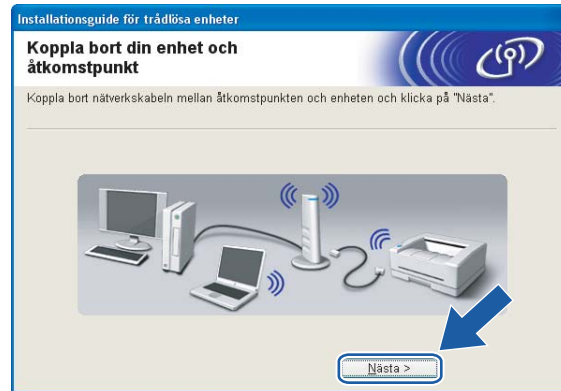 Installationsguide för trådlösa enheter
Koppla bort din enhet och
åtkomstpunkt
Koppla bort nätverkskabeln mellan åtkomstpunkten och enheten och klicka på "Nästa".
Nästa >